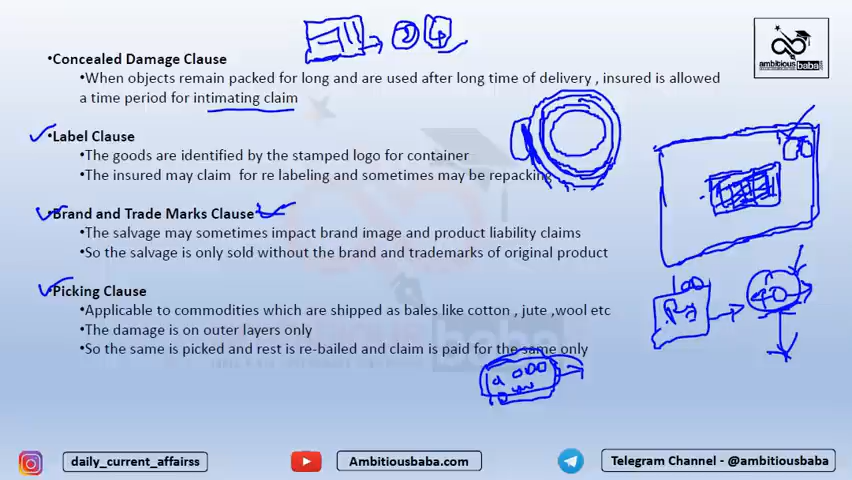 •Concealed Damage Clause
•When objects remain packed for long and are used after long time of delivery , insured is allowed
a time period for intimating claim
•Label Clause
•The goods are identified by the stamped logo for container
•The insured may claim for re labeling and sometimes may be repacking
•Brand and Trade Marks Clause
•The salvage may sometimes impact brand image and product liability claims
•So the salvage is only sold without the brand and trademarks of original product
•Picking Clause
•Applicable to commodities which are shipped as bales like cotton , jute ,wool etc
•The damage is on outer layers only
•So the same is picked and rest is re-bailed and claim is paid for the same only
ambitiousbaba
100
40
daily_current_affairss
Ambitiousbaba.com
Telegram Channel - @ambitiousbaba